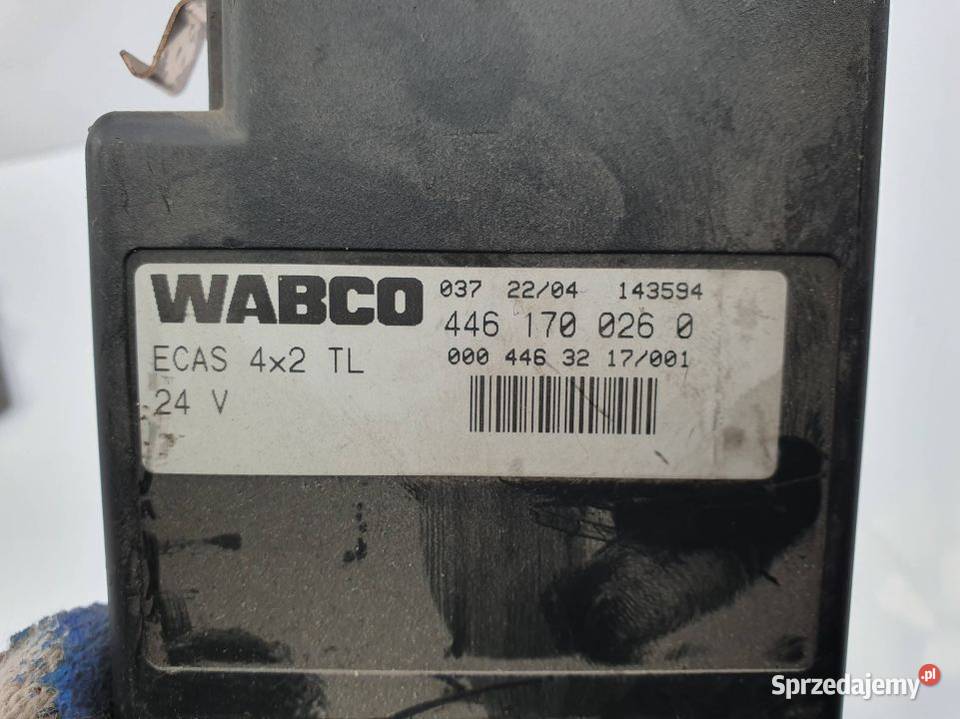 WABCO 037 22/04 143594
446 170 026 0
ECAS 4x2 TL 000 446 32 17/001
24 V
Sprzedajemy.pl